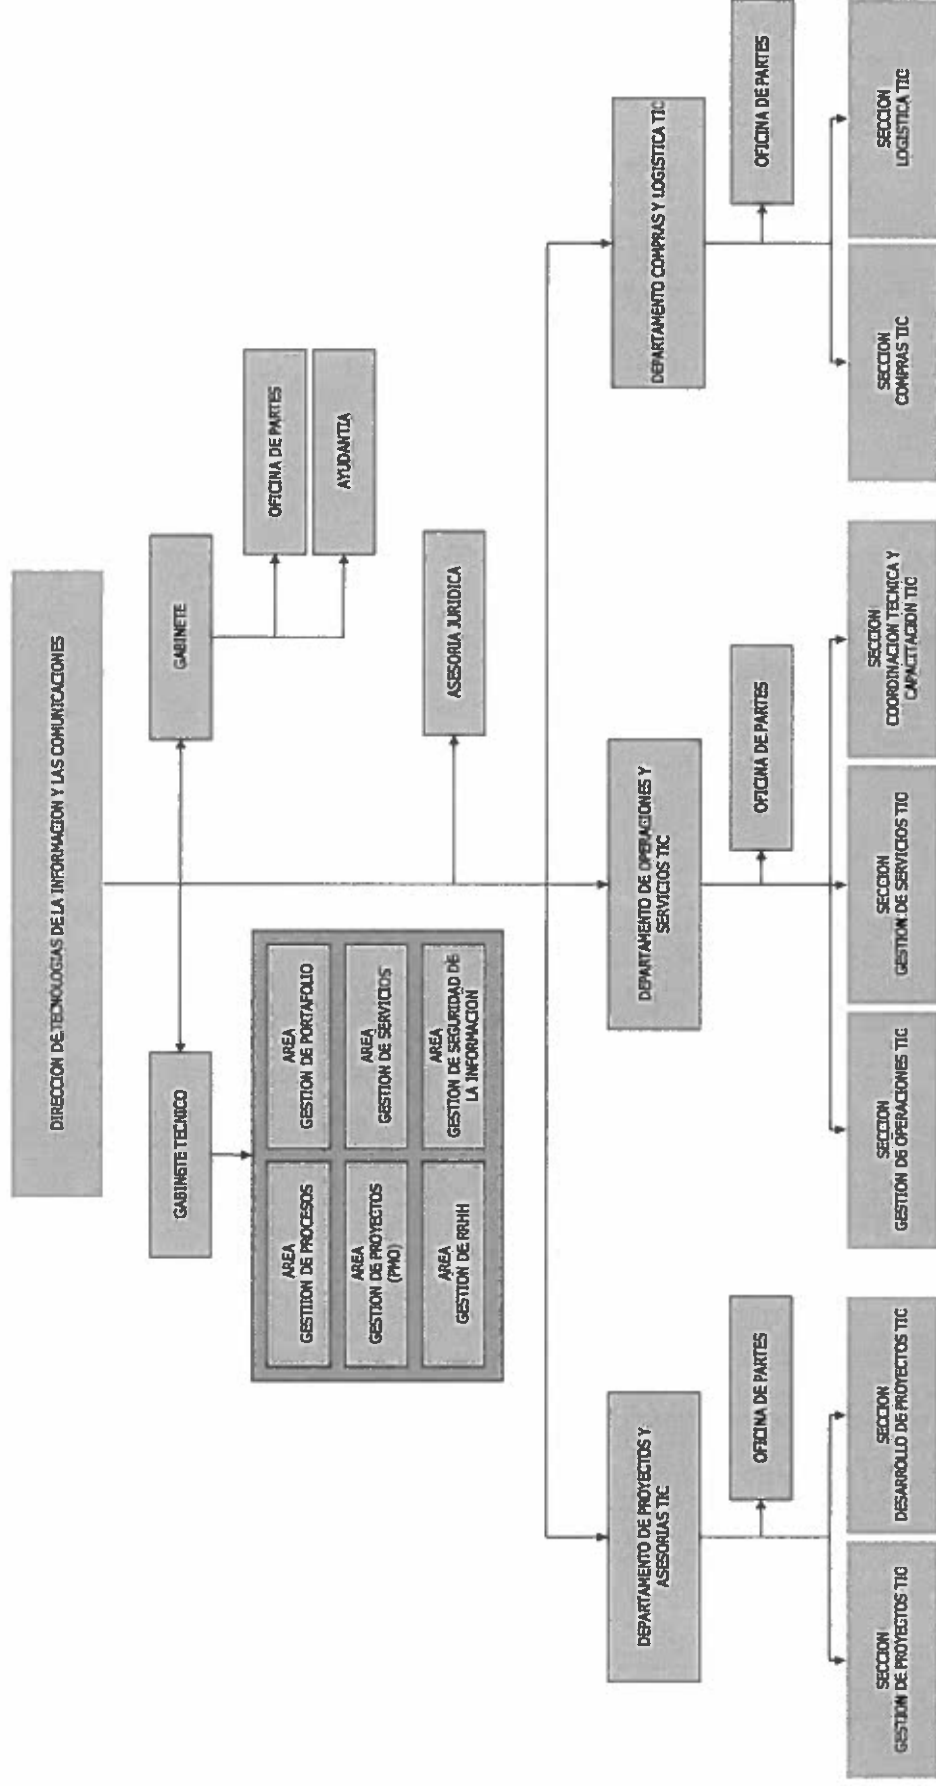 DIRECCION DE TECNOLOGIAS DE LA INFORMACION Y LAS COMUNICACIONES
GABINETE TECNICO
GABINETE
OFICINA DE PARTES
AYUDANTIA
AREA
GESTIION DE PROCESOS
AREA
GESTION DE PORTAFOLIO
AREA
GESTION DE PROYECTOS
(PMO)
AREA
GESTION DE SERVICIOS
AREA
GESTION DE RRHH
AREA
GESTION DE SEGURIDAD DE
LA INFORMACION
ASESORIA JURIDICA
DEPARTAMENTO DE PROYECTOS Y
ASESORIAS TIC
DEPARTAMENTO DE OPERACIONES Y
SERVICIOS TIC
DEPARTAMENTO COMPRAS Y LOGISTICA TIC
OFICINA DE PARTES
OFICINA DE PARTES
OFICINA DE PARTES
SECCION
GESTION DE PROYECTOS TIC
SECCION
DESARROLLO DE PROYECTOS TIC
SECCION
GESTION DE OPERACIONES TIC
SECCION
GESTION DE SERVICIOS TIC
SECCION
COORDINACION TECNICA Y
CAPACITACION TIC
SECCION
COMPRAS TIC
SECCION
LOGISTICA TIC